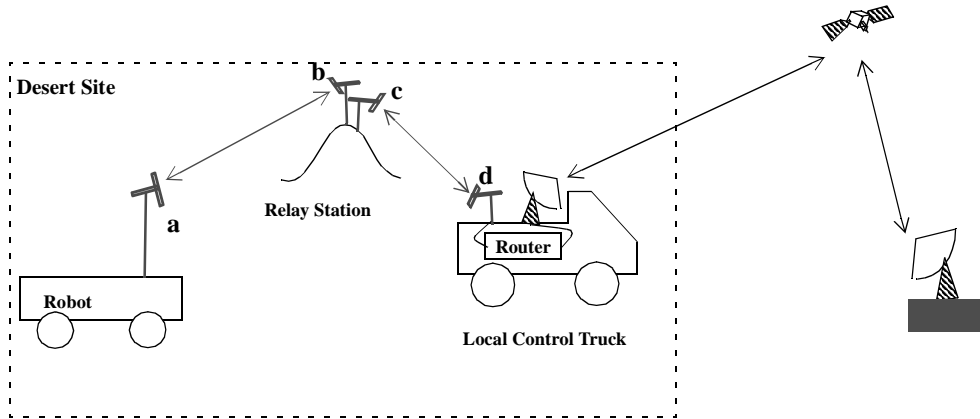 Desert Site
b
c
a
d
Relay Station
Router
Robot
Local Control Truck